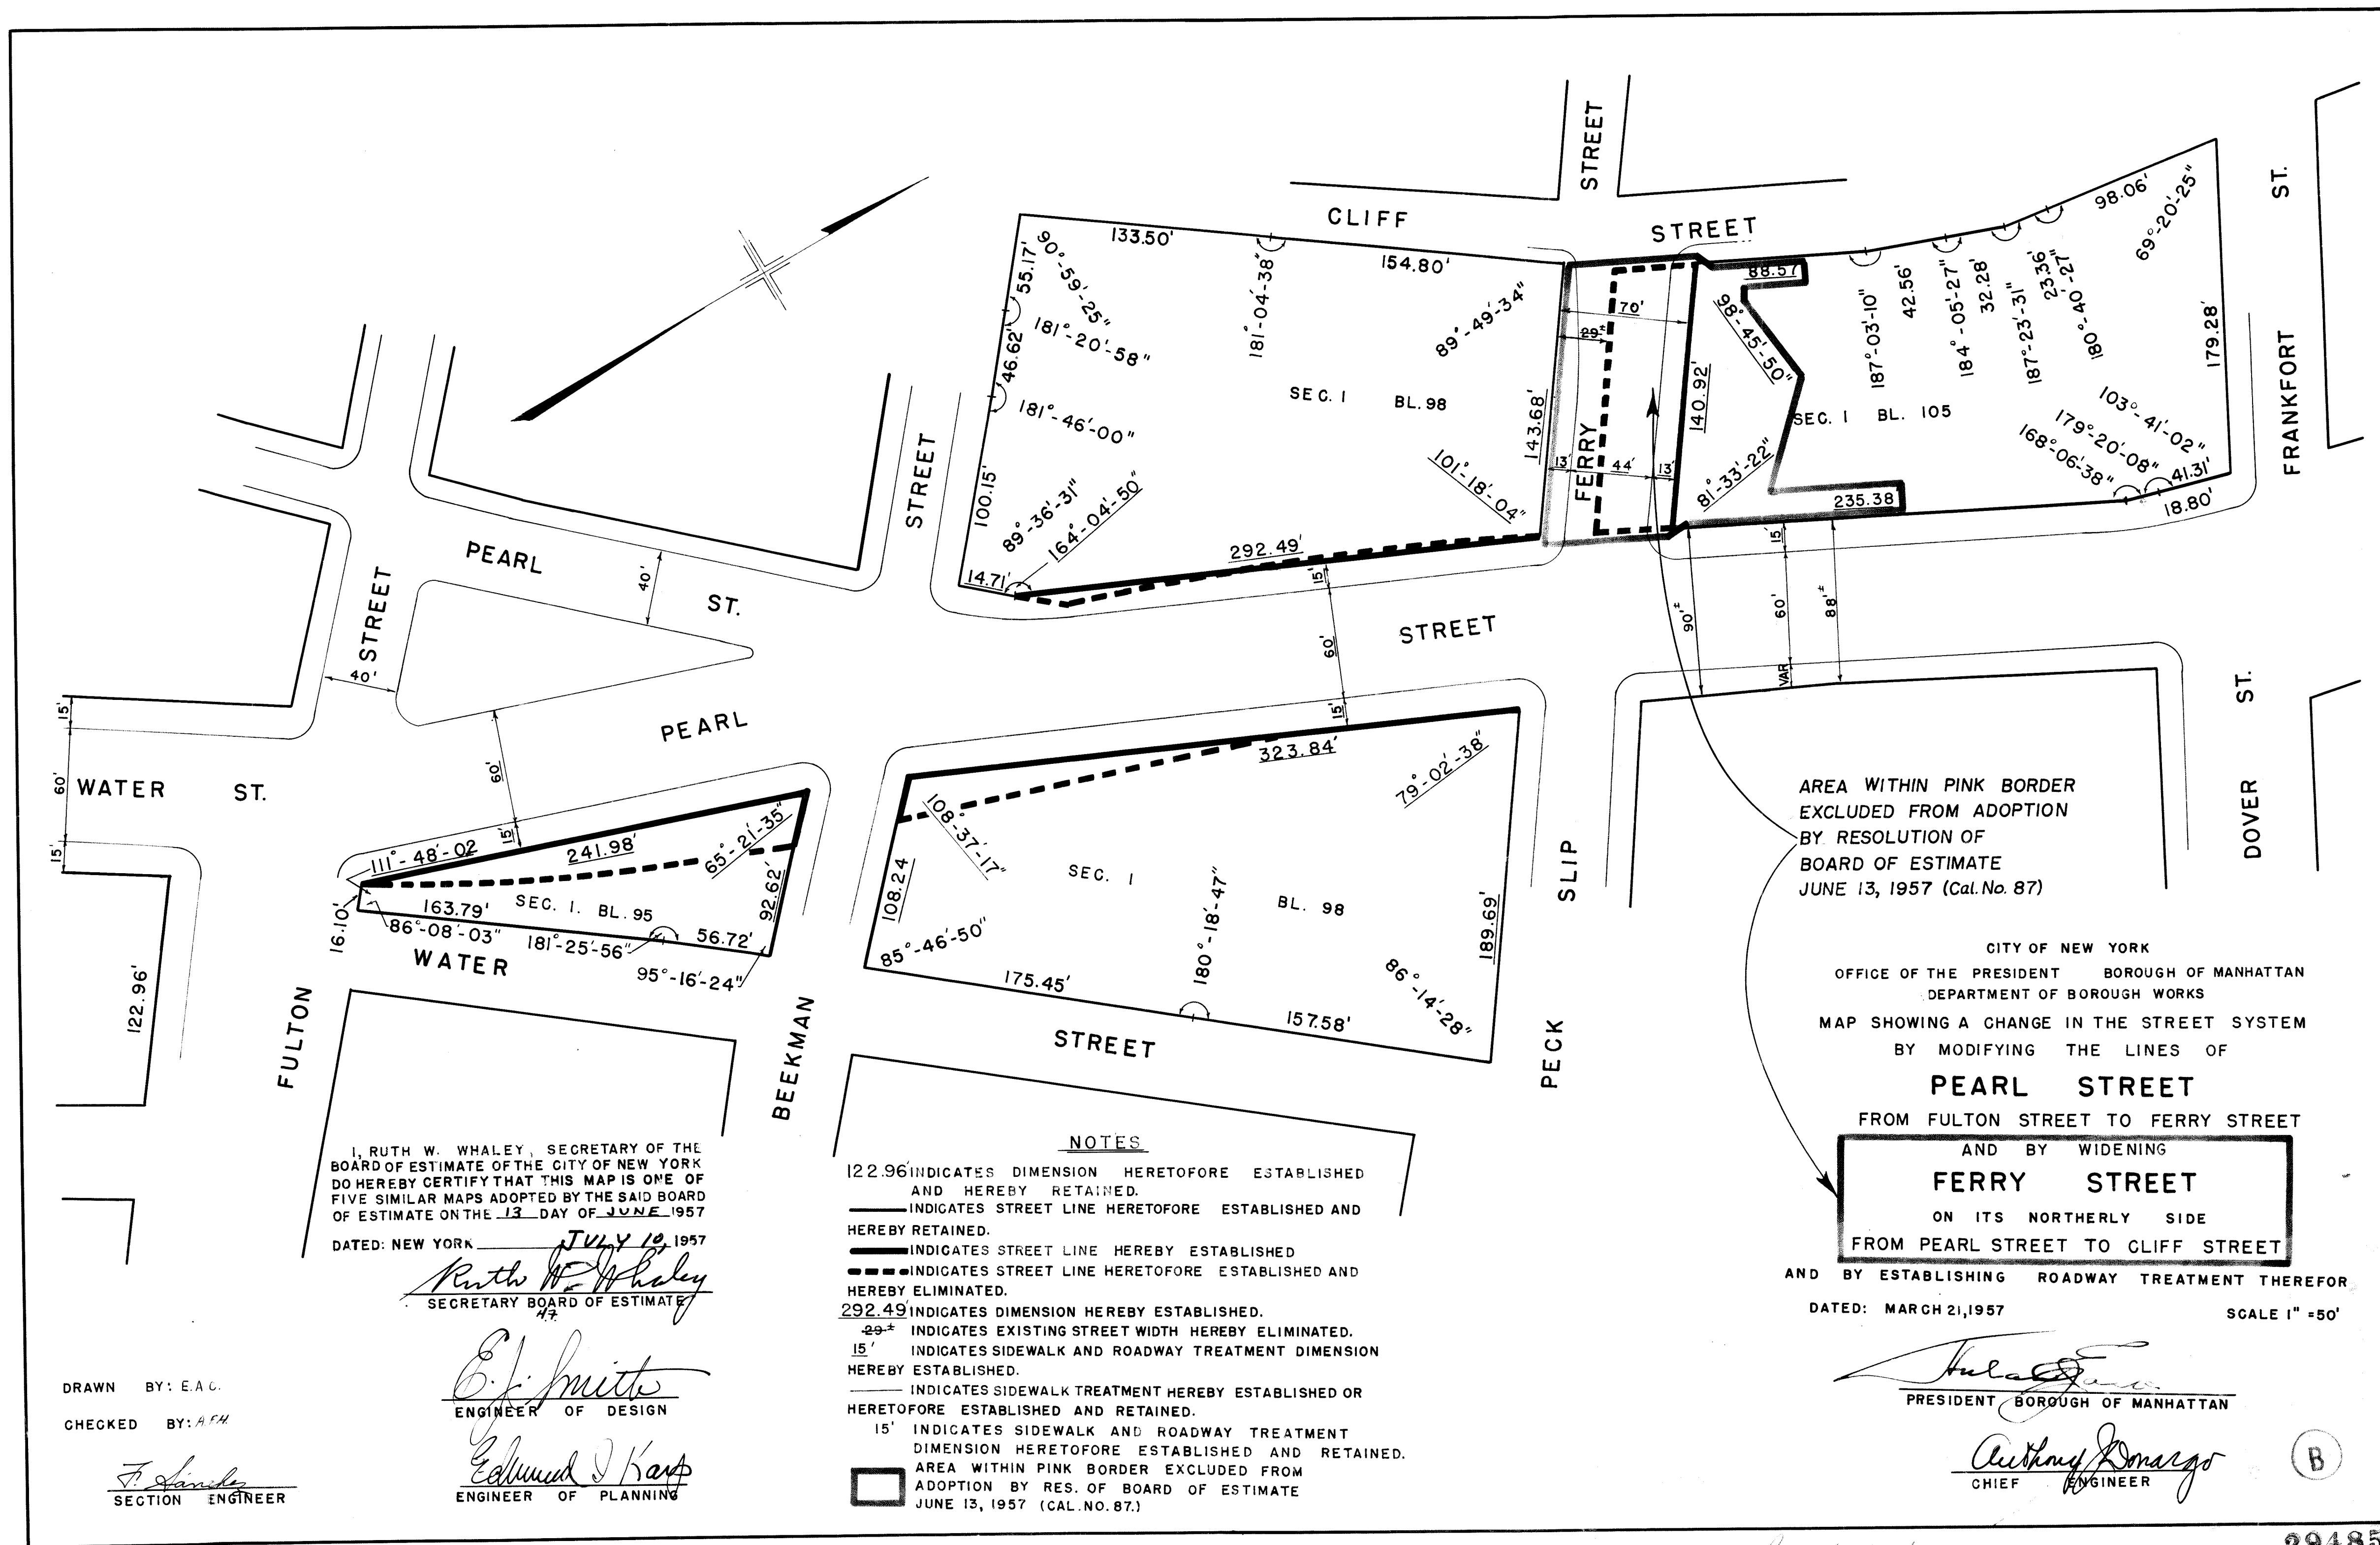 STREET
CLIFF
STREET
ST.
98.06'
69°-20'-25"
133.50'
154.80'
88.57
55.17'
90°-59'-25"
181°-20'-58"
46.62'
181°-46'-00"
100.15'
89°-36'-31"
164°-04'-50"
14.71'
181°-04'-38"
89°-49'-34"
SEC. 1 BL. 98
143.68'
101°-18'-04"
292.49'
70'
29±
FERRY
13'
44'
13'
140.92'
98°-45'-50"
81°-33'-22"
SEC. 1 BL. 105
235.38
187°-03'-10"
42.56'
184°-05'-27"
32.28'
187°-23'-31"
23.36'
180°-40'-27"
179.28'
103°-41'-02"
179°-20'-08"
168°-06'-38"
41.31'
18.80'
FRANKFORT
STREET
PEARL
ST.
40'
STREET
40'
STREET
15'
60'
15'
15'
60'
VAR
90'±
88'±
ST.
DOVER
15'
60'
15'
WATER ST.
PEARL
60'
15'
111°-48'-02
241.98'
65°-21'-35"
92.62'
163.79'
SEC. 1. BL. 95
16.10'
86°-08'-03"
181°-25'-56"
56.72'
95°-16'-24"
WATER
122.96'
FULTON
BEEKMAN
323.84'
79°-02'-38"
108°-37'-17"
108.24
85°-46'-50"
SEC. 1 BL. 98
180°-18'-47"
189.69'
86°-14'-28"
175.45'
157.58'
STREET
SLIP
PECK
AREA WITHIN PINK BORDER
EXCLUDED FROM ADOPTION
BY RESOLUTION OF
BOARD OF ESTIMATE
JUNE 13, 1957 (Cal. No. 87)
CITY OF NEW YORK
OFFICE OF THE PRESIDENT BOROUGH OF MANHATTAN
DEPARTMENT OF BOROUGH WORKS
MAP SHOWING A CHANGE IN THE STREET SYSTEM
BY MODIFYING THE LINES OF
PEARL STREET
FROM FULTON STREET TO FERRY STREET
AND BY WIDENING
FERRY STREET
ON ITS NORTHERLY SIDE
FROM PEARL STREET TO CLIFF STREET
AND BY ESTABLISHING ROADWAY TREATMENT THEREFOR
DATED: MARCH 21, 1957 SCALE 1" = 50'
PRESIDENT BOROUGH OF MANHATTAN
CHIEF ENGINEER
B
I, RUTH W. WHALEY, SECRETARY OF THE
BOARD OF ESTIMATE OF THE CITY OF NEW YORK
DO HEREBY CERTIFY THAT THIS MAP IS ONE OF
FIVE SIMILAR MAPS ADOPTED BY THE SAID BOARD
OF ESTIMATE ON THE 13 DAY OF JUNE 1957
DATED: NEW YORK JULY 10, 1957
Ruth W. Whaley
SECRETARY BOARD OF ESTIMATE
E. J. Smith
ENGINEER OF DESIGN
Edmund J Karp
ENGINEER OF PLANNING
DRAWN BY: E.A.C.
CHECKED BY: A.F.H.
F. Sanchez
SECTION ENGINEER
NOTES
122.96' INDICATES DIMENSION HERETOFORE ESTABLISHED
AND HEREBY RETAINED.
INDICATES STREET LINE HERETOFORE ESTABLISHED AND
HEREBY RETAINED.
INDICATES STREET LINE HEREBY ESTABLISHED
INDICATES STREET LINE HERETOFORE ESTABLISHED AND
HEREBY ELIMINATED.
292.49' INDICATES DIMENSION HEREBY ESTABLISHED.
29± INDICATES EXISTING STREET WIDTH HEREBY ELIMINATED.
15' INDICATES SIDEWALK AND ROADWAY TREATMENT DIMENSION
HEREBY ESTABLISHED.
INDICATES SIDEWALK TREATMENT HEREBY ESTABLISHED OR
HERETOFORE ESTABLISHED AND RETAINED.
15' INDICATES SIDEWALK AND ROADWAY TREATMENT
DIMENSION HERETOFORE ESTABLISHED AND RETAINED.
AREA WITHIN PINK BORDER EXCLUDED FROM
ADOPTION BY RES. OF BOARD OF ESTIMATE
JUNE 13, 1957 (CAL. NO. 87.)
29485